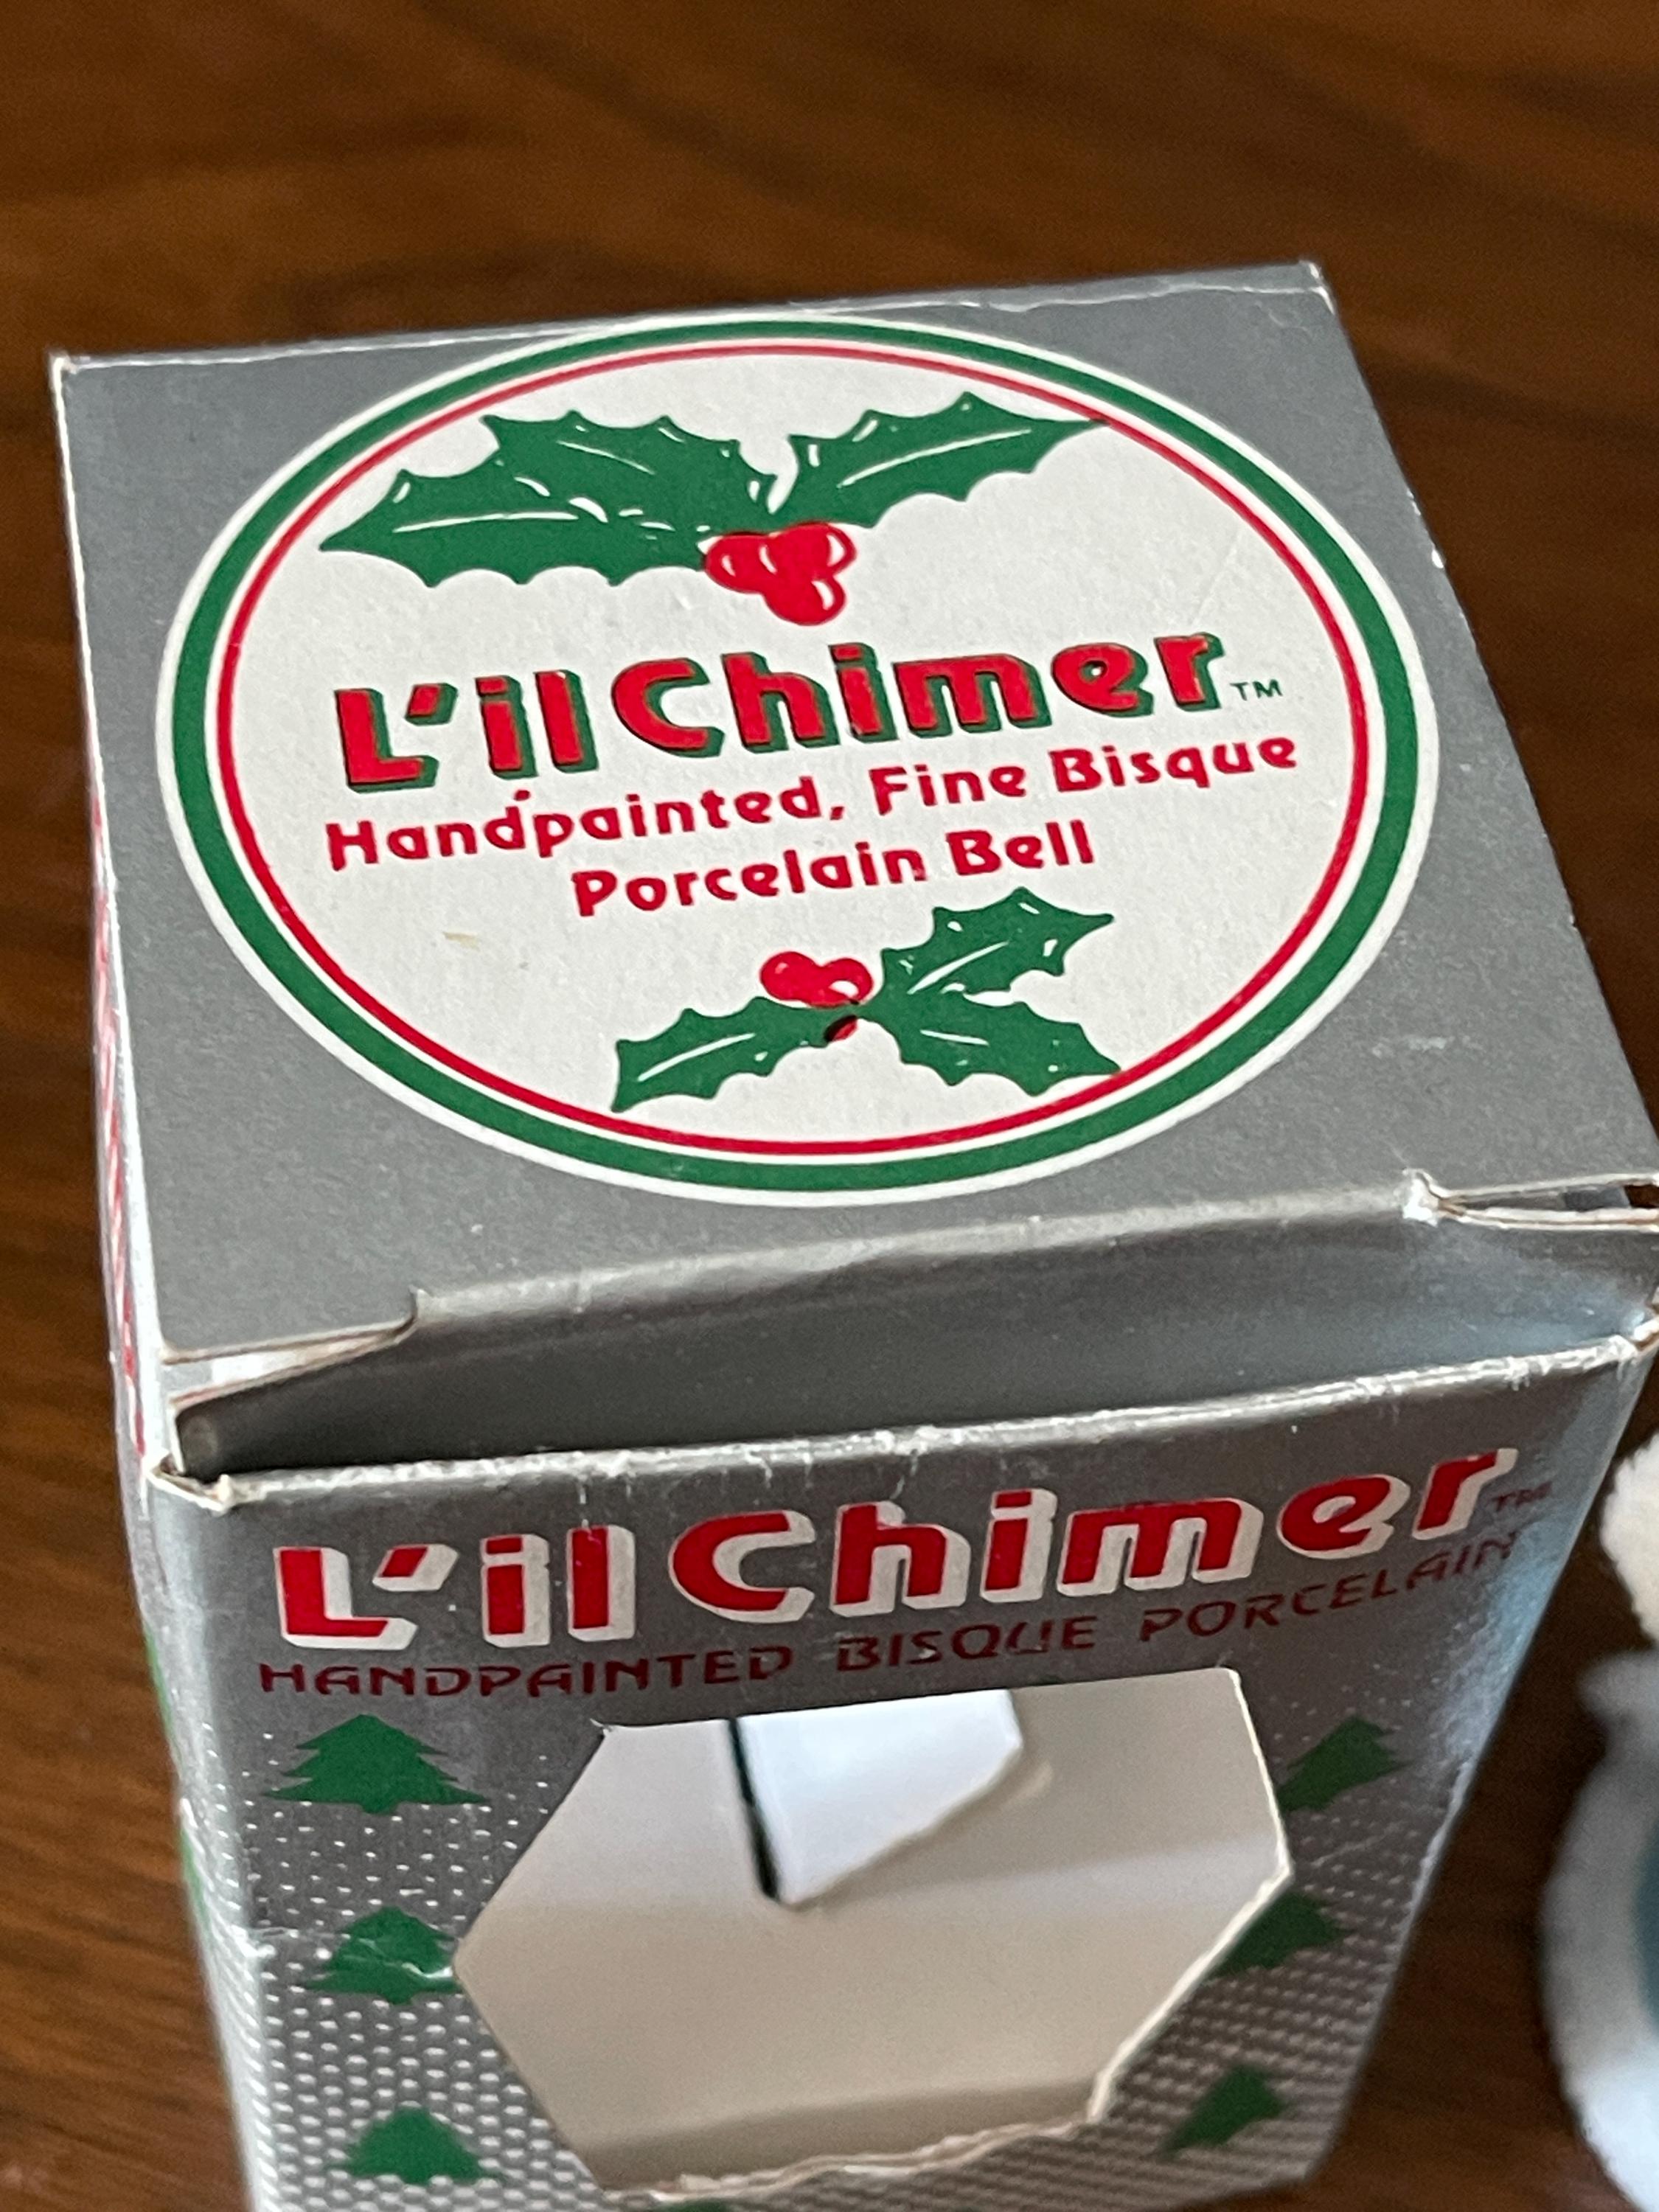 L'il Chimer™
Handpainted, Fine Bisque
Porcelain Bell
L'il Chimer™
HANDPAINTED BISQUE PORCELAIN